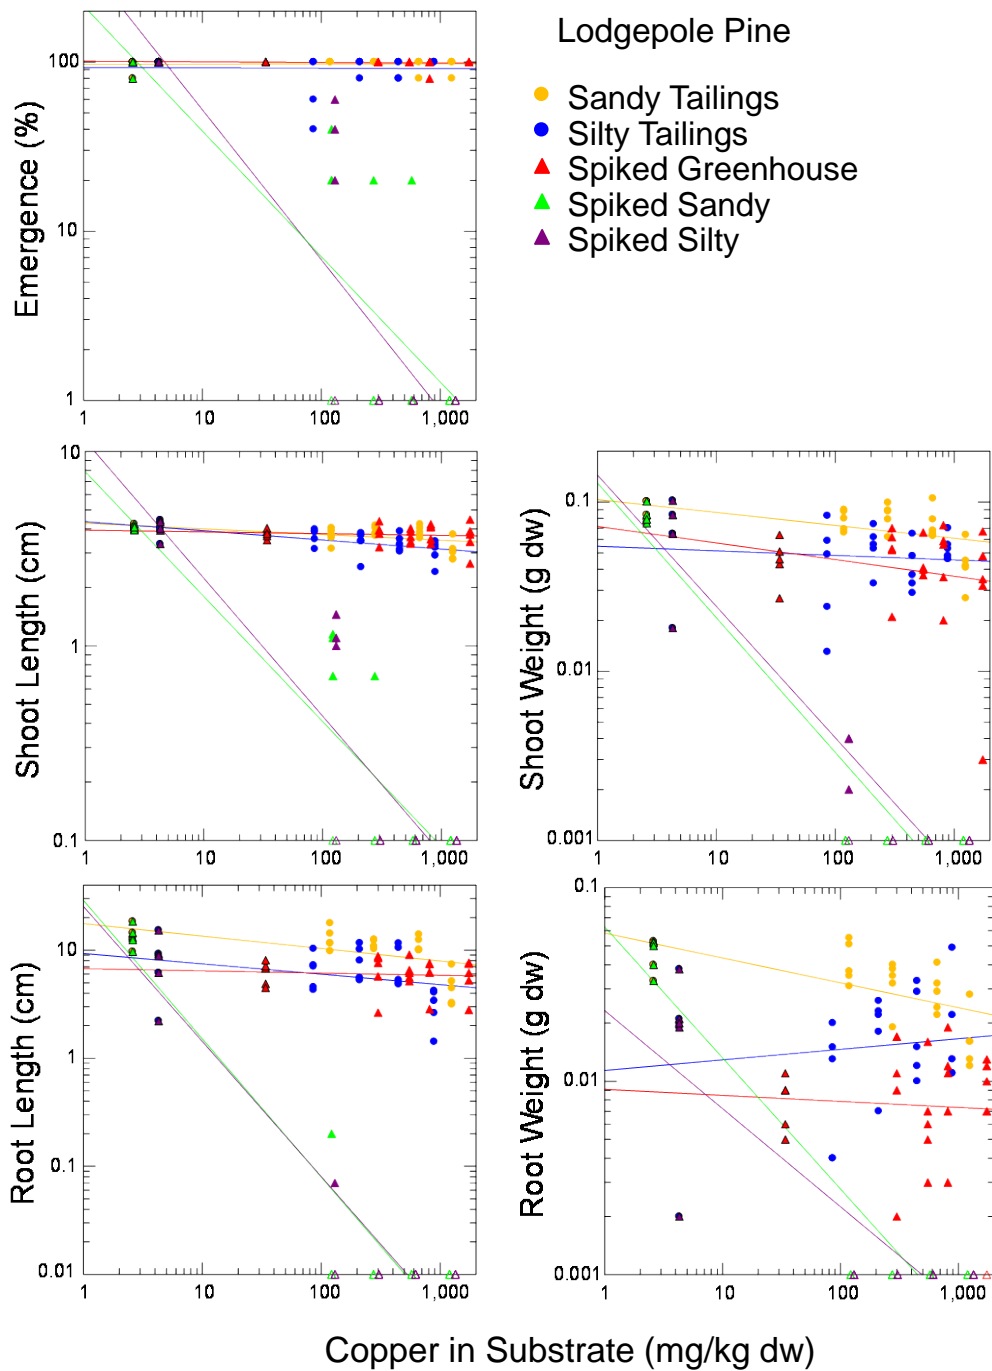 Lodgepole Pine
Sandy Tailings
Silty Tailings
Spiked Greenhouse
Spiked Sandy
Spiked Silty
Emergence (%)
100
10
1
1 10 100 1,000
Shoot Length (cm)
10
1
0.1
1 10 100 1,000
Shoot Weight (g dw)
0.1
0.01
0.001
1 10 100 1,000
Root Length (cm)
10
1
0.1
0.01
1 10 100 1,000
Root Weight (g dw)
0.1
0.01
0.001
1 10 100 1,000
Copper in Substrate (mg/kg dw)